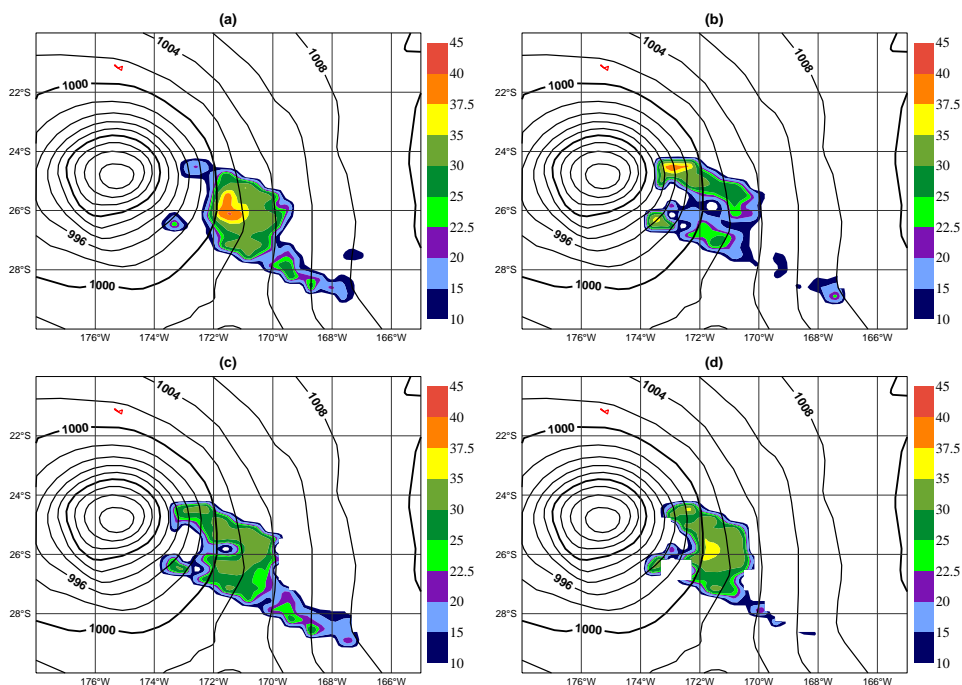 (a)
(b)
1004
1008
1000
996
1000
22°S
24°S
26°S
28°S
176°W
174°W
172°W
170°W
168°W
166°W
45
40
37.5
35
30
25
22.5
20
15
10
1004
1008
1000
996
1000
22°S
24°S
26°S
28°S
176°W
174°W
172°W
170°W
168°W
166°W
45
40
37.5
35
30
25
22.5
20
15
10
(c)
(d)
1004
1008
1000
996
1000
22°S
24°S
26°S
28°S
176°W
174°W
172°W
170°W
168°W
166°W
45
40
37.5
35
30
25
22.5
20
15
10
1004
1008
1000
996
1000
22°S
24°S
26°S
28°S
176°W
174°W
172°W
170°W
168°W
166°W
45
40
37.5
35
30
25
22.5
20
15
10